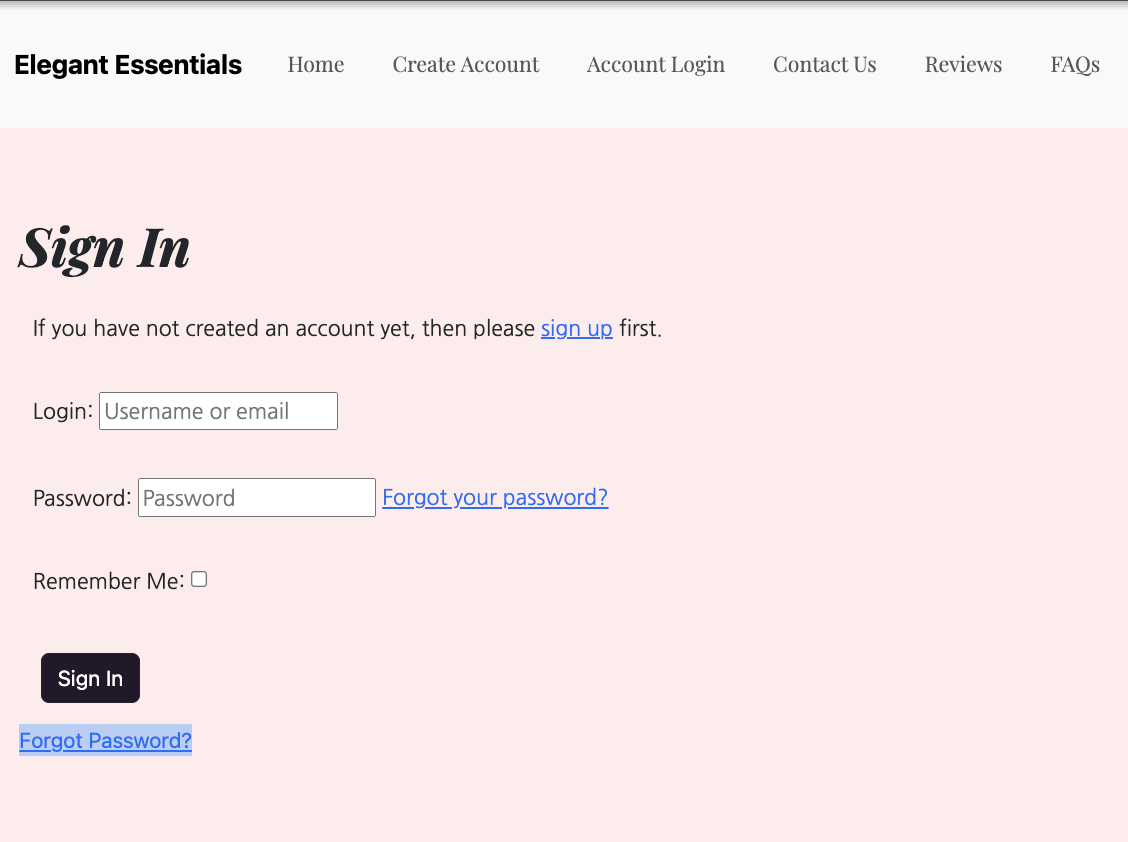 Elegant Essentials Home Create Account Account Login Contact Us Reviews FAQs
Sign In
If you have not created an account yet, then please sign up first.
Login: Username or email
Password: Password Forgot your password?
Remember Me:
Sign In
Forgot Password?